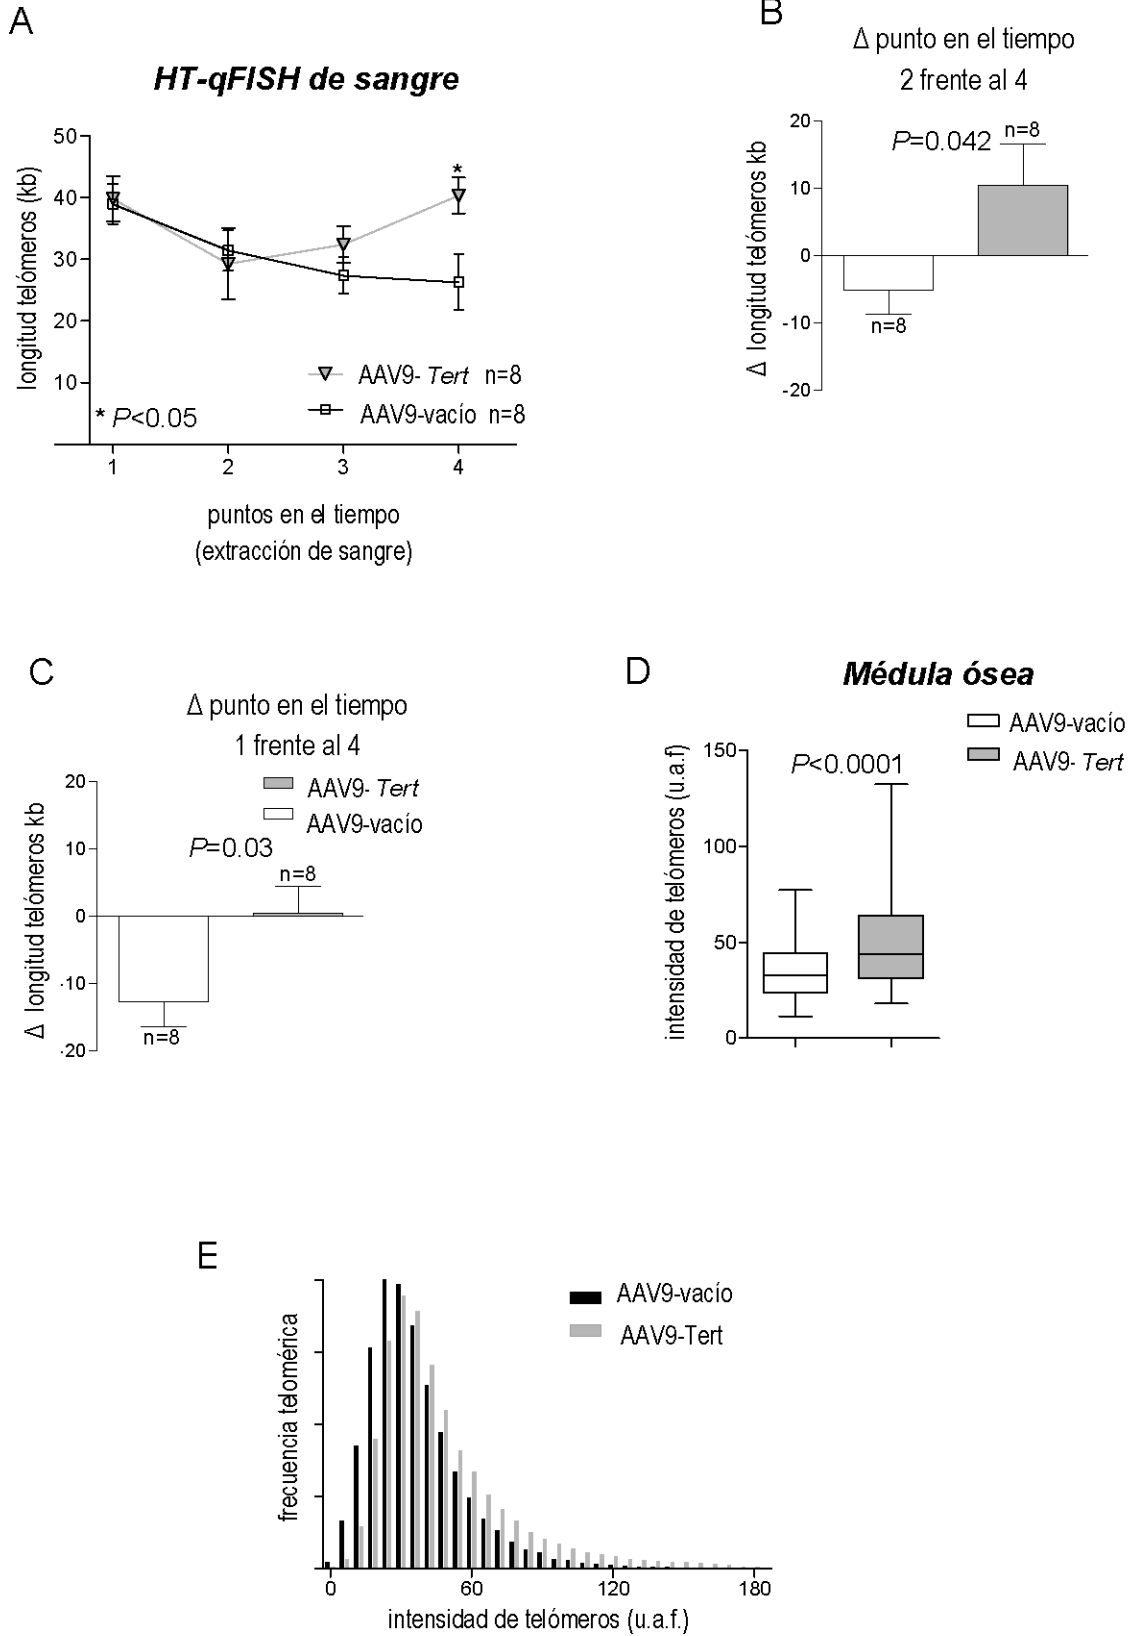 A
HT-qFISH de sangre
longitud telómeros (kb)
50
40
30
20
10
*
AAV9- Tert n=8
AAV9-vacío n=8
* P<0.05
1 2 3 4
puntos en el tiempo
(extracción de sangre)
B
Δ punto en el tiempo
2 frente al 4
Δ longitud telómeros kb
20
10
0
-10
-20
P=0.042
n=8
n=8
C
Δ punto en el tiempo
1 frente al 4
AAV9- Tert
AAV9-vacío
Δ longitud telómeros kb
20
10
0
-10
-20
P=0.03
n=8
n=8
D
Médula ósea
AAV9-vacío
AAV9- Tert
intensidad de telómeros (u.a.f)
150
100
50
0
P<0.0001
E
AAV9-vacío
AAV9-Tert
frecuencia telomérica
0 60 120 180
intensidad de telómeros (u.a.f.)